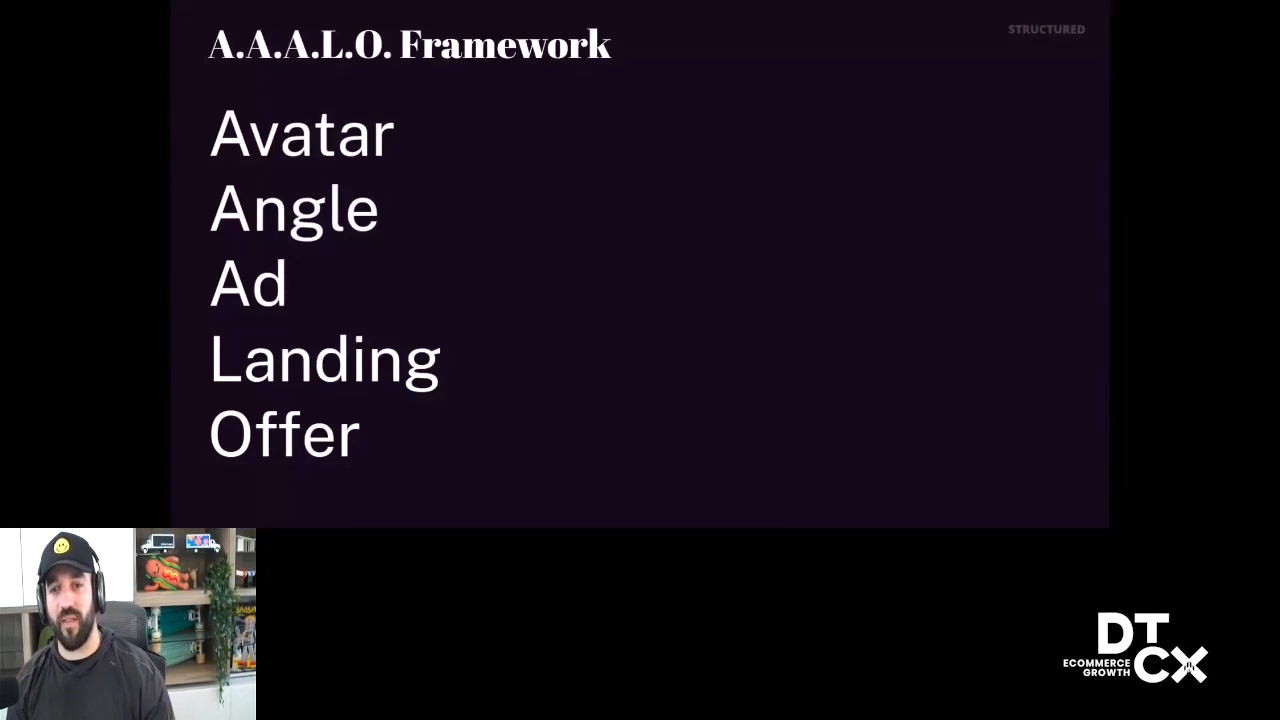 A.A.A.L.O. Framework
STRUCTURED
Avatar
Angle
Ad
Landing
Offer
DT
ECOMMERCE
GROWTH
CX